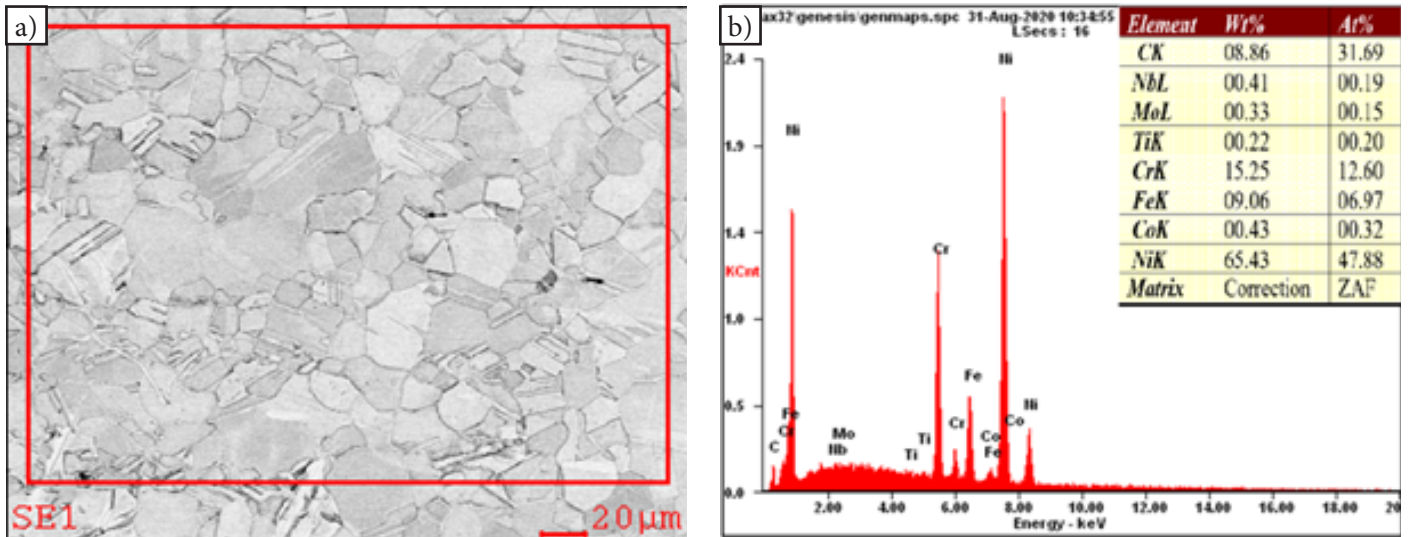 a)
SE1
20µm
b)
ax32\genesis\genmaps.spc 31-Aug-2020 10:34:55
LSecs : 16
2.4
1.9
1.4
KCnt
1.0
0.5
0.0
Ni
Ni
Cr
Fe
Ni
Co
Co
Fe
Cr
Ti
Ti
Mo
Nb
Fe
Cr
C
2.00 4.00 6.00 8.00 10.00 12.00 14.00 16.00 18.00 20
Energy - keV
Element Wt% At%
CK 08.86 31.69
NbL 00.41 00.19
MoL 00.33 00.15
TiK 00.22 00.20
CrK 15.25 12.60
FeK 09.06 06.97
CoK 00.43 00.32
NiK 65.43 47.88
Matrix Correction ZAF